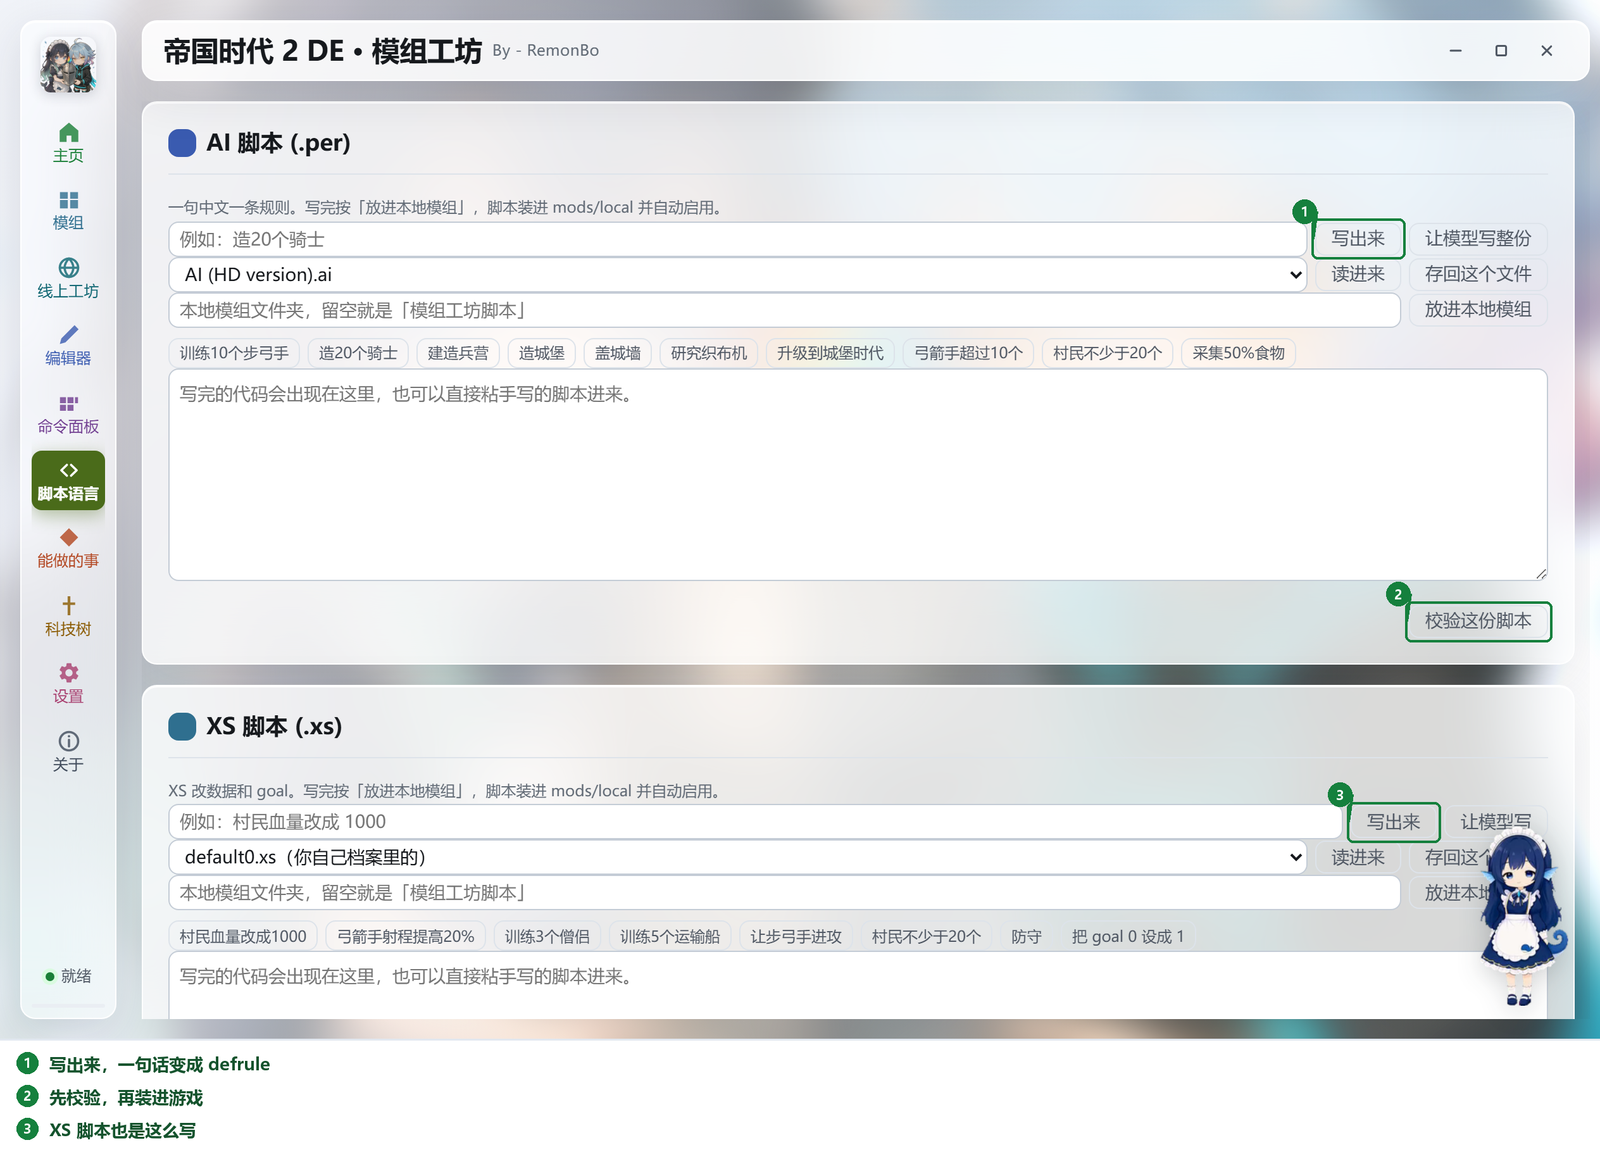 帝国时代 2 DE • 模组工坊 By - RemonBo
主页
模组
线上工坊
编辑器
命令面板
脚本语言
能做的事
科技树
设置
关于
就绪
AI 脚本 (.per)
一句中文一条规则。写完按「放进本地模组」，脚本装进 mods/local 并自动启用。
1
例如：造20个骑士 写出来 让模型写整份
AI (HD version).ai 读进来 存回这个文件
本地模组文件夹，留空就是「模组工坊脚本」 放进本地模组
训练10个步弓手 造20个骑士 建造兵营 造城堡 盖城墙 研究织布机 升级到城堡时代 弓箭手超过10个 村民不少于20个 采集50%食物
写完的代码会出现在这里，也可以直接粘手写的脚本进来。
2
校验这份脚本
XS 脚本 (.xs)
XS 改数据和 goal。写完按「放进本地模组」，脚本装进 mods/local 并自动启用。
3
例如：村民血量改成 1000 写出来 让模型写
default0.xs（你自己档案里的） 读进来 存回这个
本地模组文件夹，留空就是「模组工坊脚本」 放进本地
村民血量改成1000 弓箭手射程提高20% 训练3个僧侣 训练5个运输船 让步弓手进攻 村民不少于20个 防守 把 goal 0 设成 1
写完的代码会出现在这里，也可以直接粘手写的脚本进来。
1 写出来，一句话变成 defrule
2 先校验，再装进游戏
3 XS 脚本也是这么写